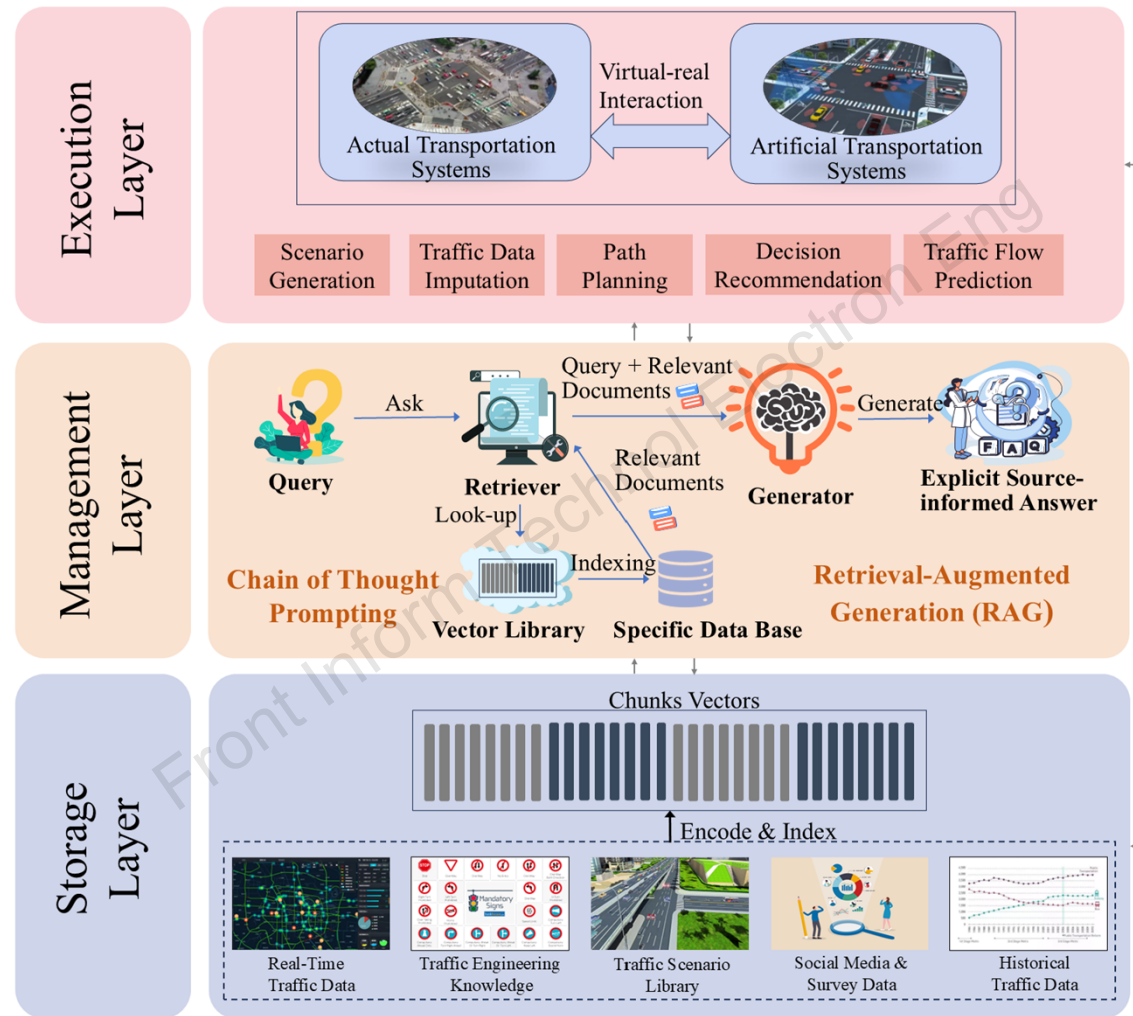 Execution
Layer
Actual Transportation
Systems
Virtual-real
Interaction
Artificial Transportation
Systems
Scenario
Generation
Traffic Data
Imputation
Path
Planning
Decision
Recommendation
Traffic Flow
Prediction
Management
Layer
Query
Ask
Retriever
Query + Relevant
Documents
Generator
Generate
FAQ
Explicit Source-
informed Answer
Look-up
Relevant
Documents
Vector Library
Indexing
Specific Data Base
Chain of Thought
Prompting
Retrieval-Augmented
Generation (RAG)
Storage
Layer
Chunks Vectors
Encode & Index
STOP
Mandatory
Signs
Real-Time
Traffic Data
Traffic Engineering
Knowledge
Traffic Scenario
Library
Social Media &
Survey Data
Historical
Traffic Data
Front Inform Technol Electron Eng